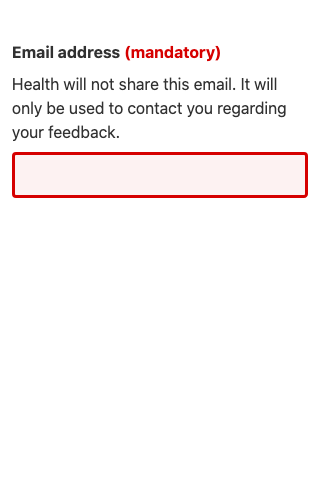 Email address (mandatory)
Health will not share this email. It will
only be used to contact you regarding
your feedback.